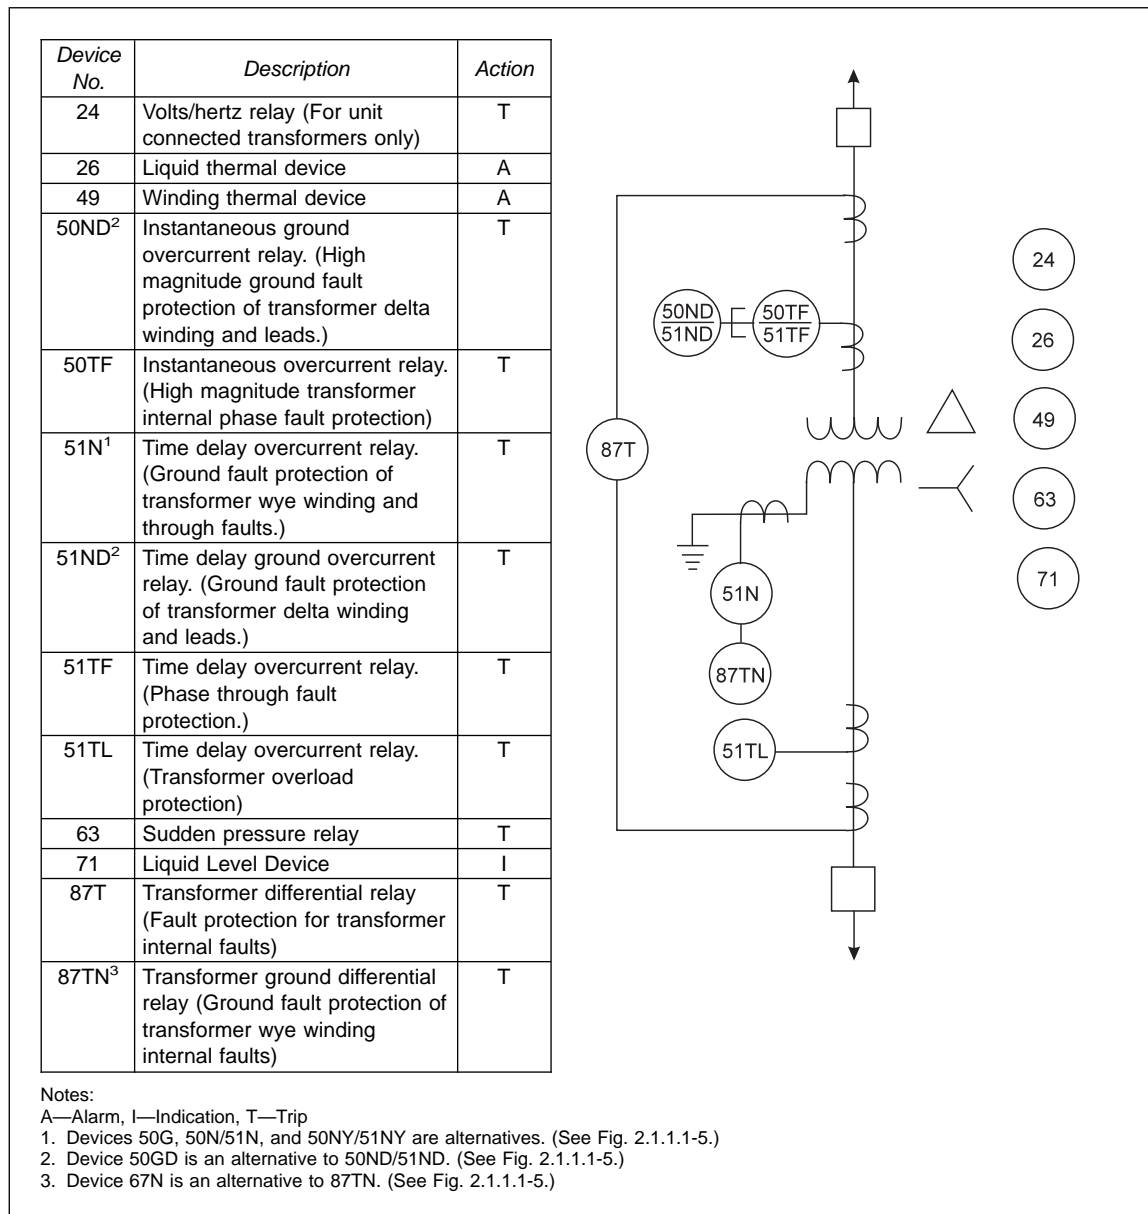 Device
No.
Description
Action
24
Volts/hertz relay (For unit
connected transformers only)
T
26
Liquid thermal device
A
49
Winding thermal device
A
50ND²
Instantaneous ground
overcurrent relay. (High
magnitude ground fault
protection of transformer delta
winding and leads.)
T
50TF
Instantaneous overcurrent relay.
(High magnitude transformer
internal phase fault protection)
T
51N¹
Time delay overcurrent relay.
(Ground fault protection of
transformer wye winding and
through faults.)
T
51ND²
Time delay ground overcurrent
relay. (Ground fault protection
of transformer delta winding
and leads.)
T
51TF
Time delay overcurrent relay.
(Phase through fault
protection.)
T
51TL
Time delay overcurrent relay.
(Transformer overload
protection)
T
63
Sudden pressure relay
T
71
Liquid Level Device
I
87T
Transformer differential relay
(Fault protection for transformer
internal faults)
T
87TN³
Transformer ground differential
relay (Ground fault protection of
transformer wye winding
internal faults)
T
50ND
51ND
50TF
51TF
87T
51N
87TN
51TL
24
26
49
63
71
Notes:
A—Alarm, I—Indication, T—Trip
1. Devices 50G, 50N/51N, and 50NY/51NY are alternatives. (See Fig. 2.1.1.1-5.)
2. Device 50GD is an alternative to 50ND/51ND. (See Fig. 2.1.1.1-5.)
3. Device 67N is an alternative to 87TN. (See Fig. 2.1.1.1-5.)